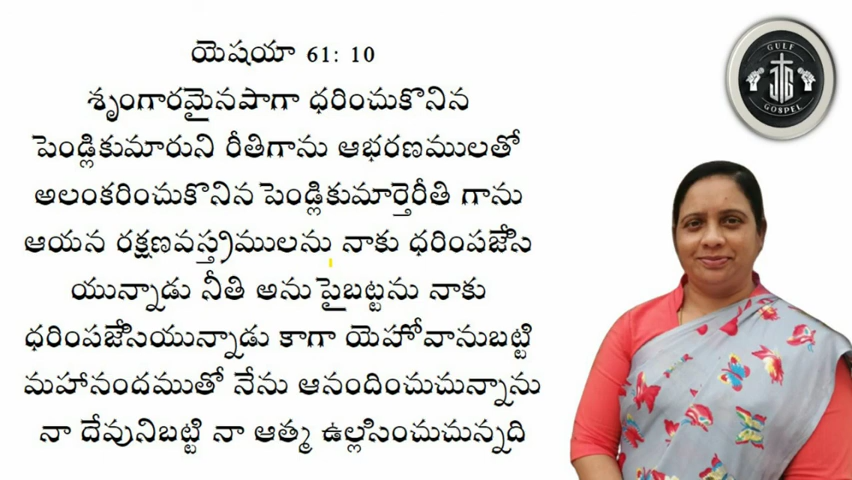 యెషయా 61: 10
శృంగారమైనపాగా ధరించుకొనిన
పెండ్లికుమారుని రీతిగాను ఆభరణములతో
అలంకరించుకొనిన పెండ్లికుమార్తెరీతి గాను
ఆయన రక్షణవస్త్రములను నాకు ధరింపజేసి
యున్నాడు నీతి అను పైబట్టను నాకు
ధరింపజేసియున్నాడు కాగా యెహోవానుబట్టి
మహానందముతో నేను ఆనందించుచున్నాను
నా దేవునిబట్టి నా ఆత్మ ఉల్లసించుచున్నది
GULF
JG
GOSPEL